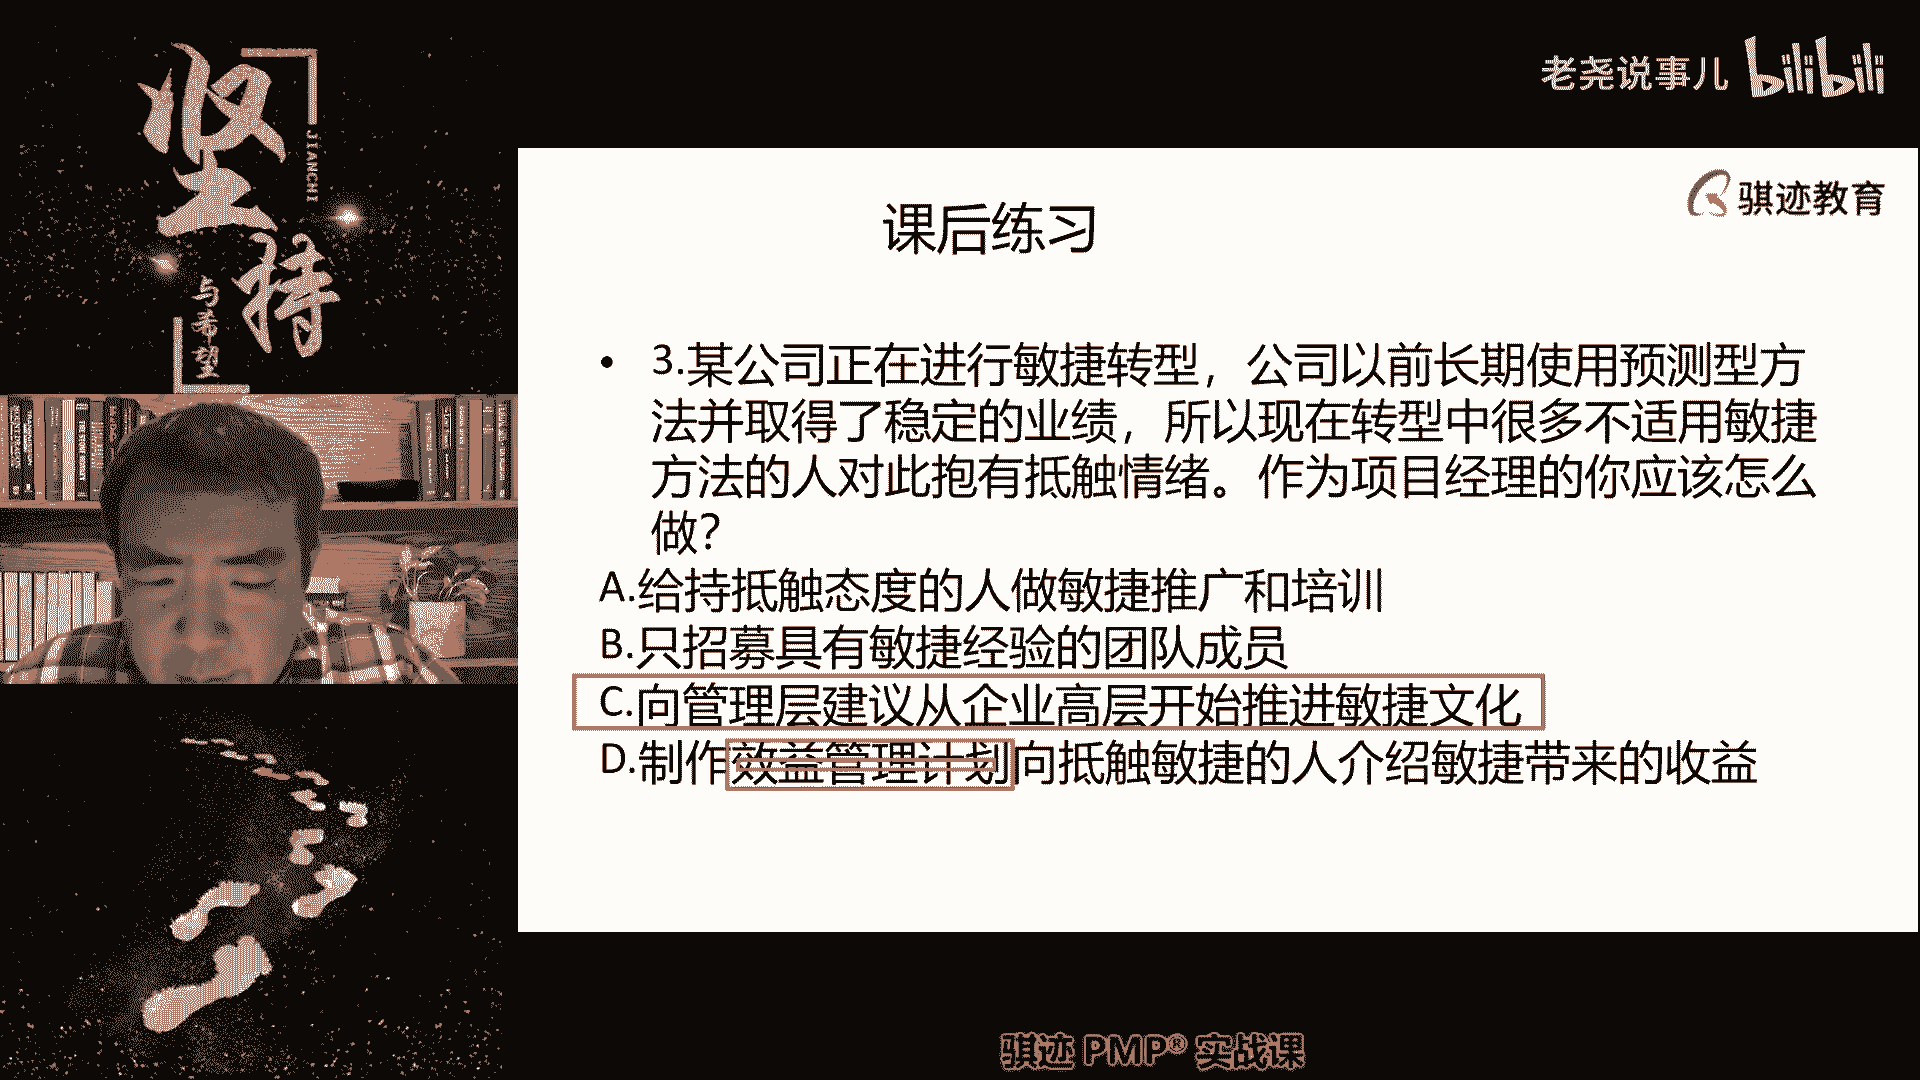 坚
持
JIANCHI
与希望
老尧说事儿 bilibili
骐迹教育
课后练习
• 3.某公司正在进行敏捷转型，公司以前长期使用预测型方
法并取得了稳定的业绩，所以现在转型中很多不适用敏捷
方法的人对此抱有抵触情绪。作为项目经理的你应该怎么
做？
A.给持抵触态度的人做敏捷推广和培训
B.只招募具有敏捷经验的团队成员
C.向管理层建议从企业高层开始推进敏捷文化
D.制作效益管理计划向抵触敏捷的人介绍敏捷带来的收益
骐迹 PMP® 实战课